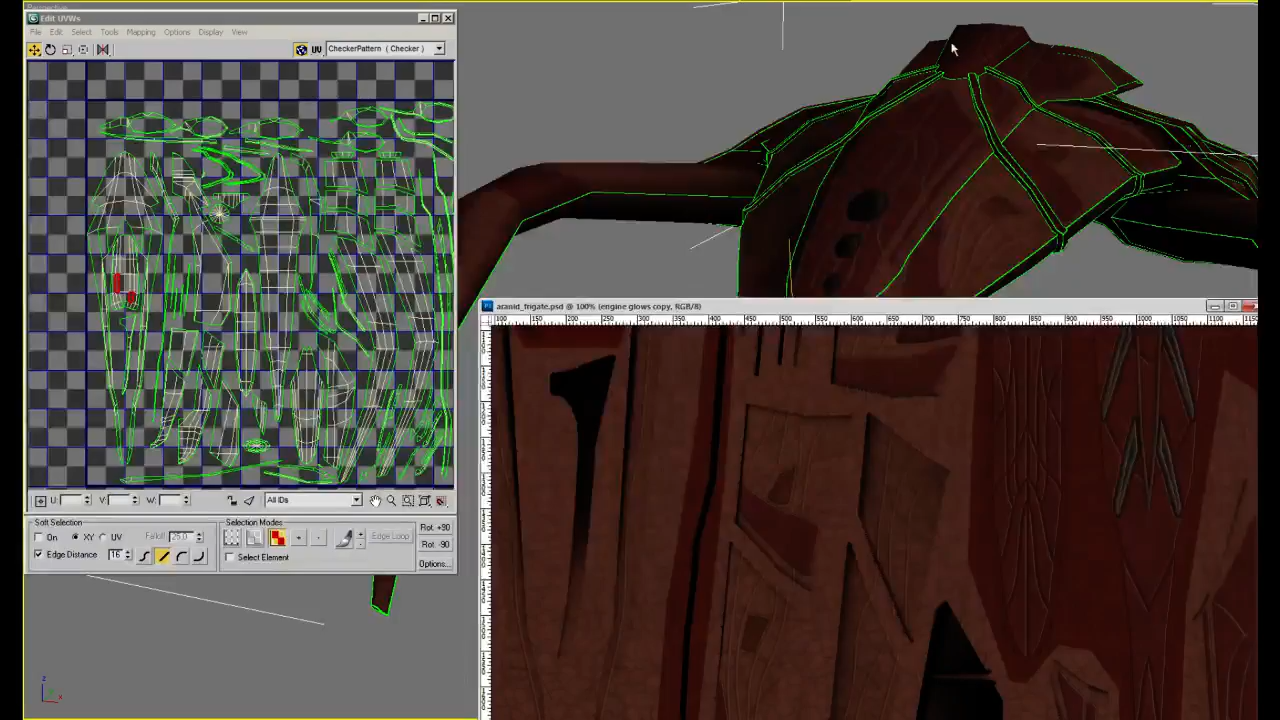 Perspective
Edit UVWs
File Edit Select Tools Mapping Options Display View
UV CheckerPattern ( Checker )
U: V: W: All IDs
Soft Selection
On XY UV Falloff: 25.0
Edge Distance 16
Selection Modes
Select Element
Edge Loop
Rot. +90
Rot. -90
Options...
aranid_frigate.psd @ 100% (engine glows copy, RGB/8)
100 150 200 250 300 350 400 450 500 550 600 650 700 750 800 850 900 950 1000 1050 1100 1150
z
x